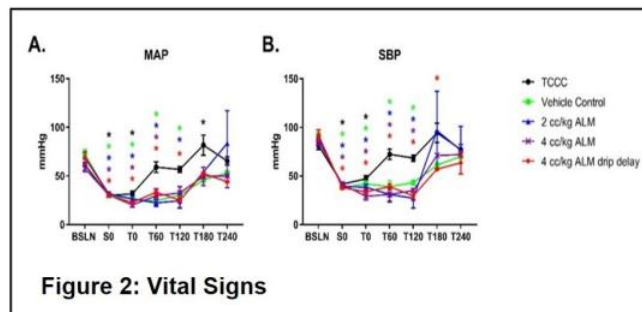 A.
MAP
mmHg
150
100
50
0
BSLN S0 T0 T60 T120 T180 T240
B.
SBP
mmHg
150
100
50
0
BSLN S0 T0 T60 T120 T180 T240
TCCC
Vehicle Control
2 cc/kg ALM
4 cc/kg ALM
4 cc/kg ALM drip delay
Figure 2: Vital Signs